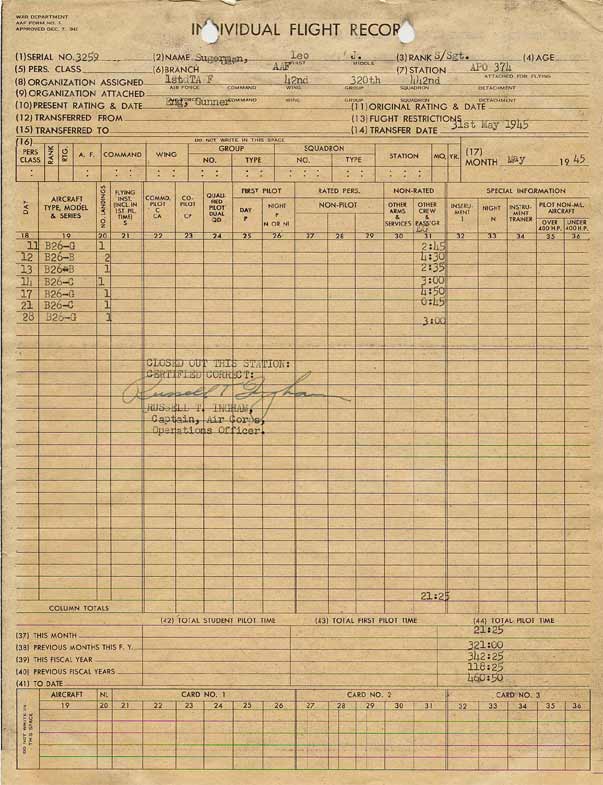 WAR DEPARTMENT
AAF FORM NO. 5
APPROVED DEC. 7, 1942
INDIVIDUAL FLIGHT RECORD
(1) SERIAL NO. 3259 (2) NAME Sugerman, Leo J. (3) RANK S/Sgt. (4) AGE
LAST FIRST MIDDLE
(5) PERS. CLASS (6) BRANCH AAF (7) STATION APO 374
(8) ORGANIZATION ASSIGNED 1st TA F 42nd 320th 442nd ATTACHED FOR FLYING
AIR FORCE COMMAND WING GROUP SQUADRON DETACHMENT
(9) ORGANIZATION ATTACHED
AIR FORCE COMMAND WING GROUP SQUADRON DETACHMENT
(10) PRESENT RATING & DATE Eng. Gunner (11) ORIGINAL RATING & DATE
(12) TRANSFERRED FROM (13) FLIGHT RESTRICTIONS
(15) TRANSFERRED TO (14) TRANSFER DATE 31st May 1945
(16) DO NOT WRITE IN THIS SPACE
PERS CLASS RANK RTG. A. F. COMMAND WING GROUP NO. TYPE SQUADRON NO. TYPE STATION MO. YR. (17) MONTH May 1945
DAY AIRCRAFT TYPE, MODEL & SERIES NO. LANDINGS FLYING INST. (INCL. IN 1ST PIL. TIME) S COMMD. PILOT C CA CO-PILOT CP QUALIFIED PILOT DUAL QD FIRST PILOT DAY P NIGHT P N OR NI RATED PERS. NON-PILOT NON-RATED OTHER ARMS & SERVICES OTHER CREW & PASS'GR SPECIAL INFORMATION INSTRUMENT I NIGHT N INSTRUMENT TRAINER PILOT NON-MIL. AIRCRAFT OVER 400 H.P. UNDER 400 H.P.
18 19 20 21 22 23 24 25 26 27 28 29 30 31 32 33 34 35 36
11 B26-G 1 2:45
12 B26-B 2 4:30
13 B26-B 1 2:35
14 B26-C 1 3:00
17 B26-G 1 4:50
21 B26-C 1 0:45
28 B26-G 1 3:00
CLOSED OUT THIS STATION:
CERTIFIED CORRECT:
Russell T. Ingham
RUSSELL T. INGHAM,
Captain, Air Corps,
Operations Officer.
21:25
COLUMN TOTALS
(42) TOTAL STUDENT PILOT TIME (43) TOTAL FIRST PILOT TIME (44) TOTAL PILOT TIME
(37) THIS MONTH 21:25
(38) PREVIOUS MONTHS THIS F. Y. 321:00
(39) THIS FISCAL YEAR 342:25
(40) PREVIOUS FISCAL YEARS 118:25
(41) TO DATE 460:50
DO NOT WRITE IN THIS SPACE
AIRCRAFT NL CARD NO. 1 CARD NO. 2 CARD NO. 3
19 20 21 22 23 24 25 26 27 28 29 30 31 32 33 34 35 36